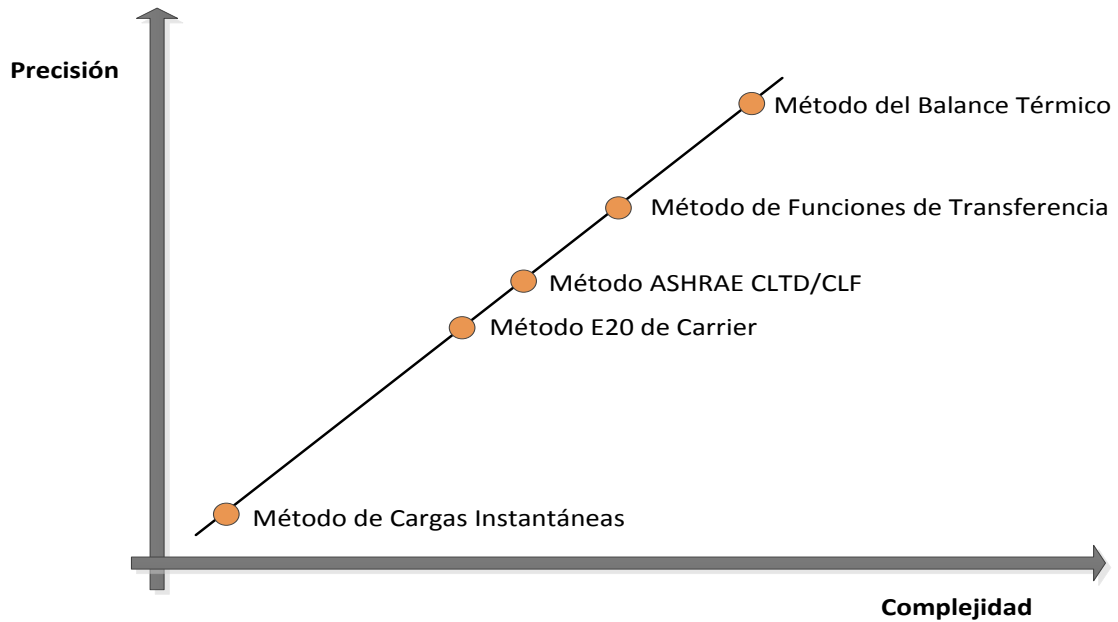 Precisión
Método del Balance Térmico
Método de Funciones de Transferencia
Método ASHRAE CLTD/CLF
Método E20 de Carrier
Método de Cargas Instantáneas
Complejidad